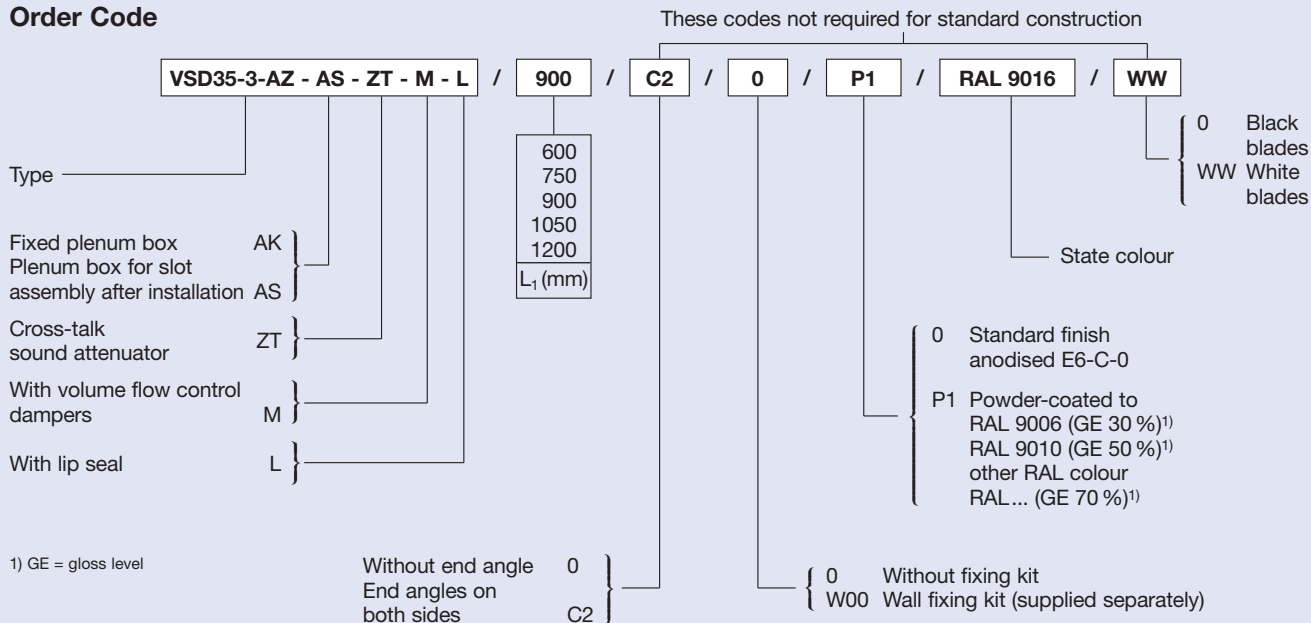 Order Code
These codes not required for standard construction
VSD35-3-AZ - AS - ZT - M - L / 900 / C2 / 0 / P1 / RAL 9016 / WW
600
750
900
1050
1200
L₁ (mm)
0 Black
blades
WW White
blades
Type
Fixed plenum box AK
Plenum box for slot
assembly after installation AS
State colour
Cross-talk
sound attenuator ZT
With volume flow control
dampers M
With lip seal L
0 Standard finish
anodised E6-C-0
P1 Powder-coated to
RAL 9006 (GE 30 %)¹⁾
RAL 9010 (GE 50 %)¹⁾
other RAL colour
RAL... (GE 70 %)¹⁾
1) GE = gloss level
Without end angle 0
End angles on
both sides C2
0 Without fixing kit
W00 Wall fixing kit (supplied separately)